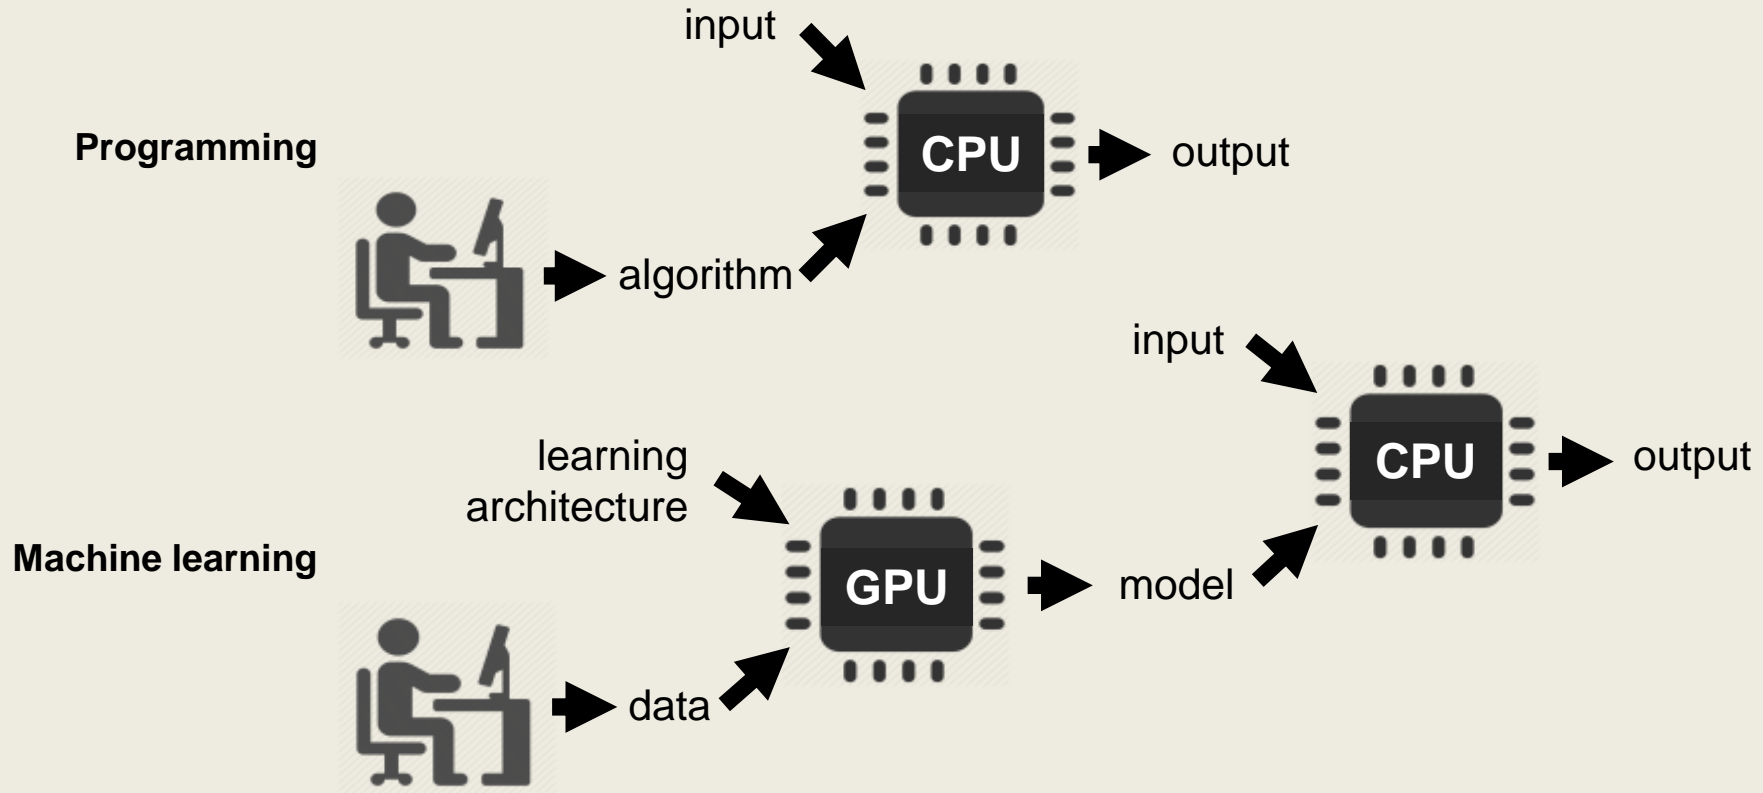 input
Programming
CPU
output
algorithm
input
CPU
output
learning
architecture
Machine learning
GPU
model
data